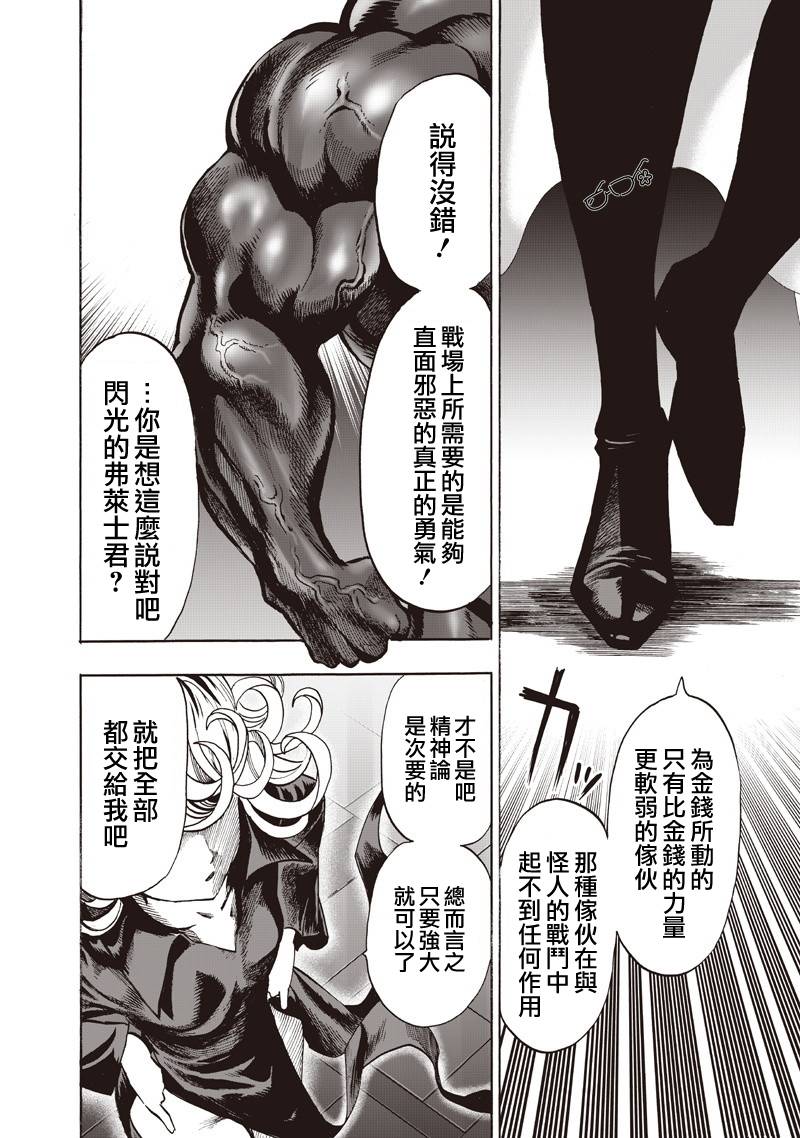 為金錢所動的
只有比金錢的力量
更軟弱的傢伙
那種傢伙在與
怪人的戰鬥中
起不到任何作用
カッ
説得沒錯！
戰場上所需要的是能夠
直面邪惡的真正的勇氣！
…你是想這麼説對吧
閃光的弗萊士君？
才不是吧
精神論
是次要的
總而言之
只要強大
就可以了
就把全部
都交給我吧